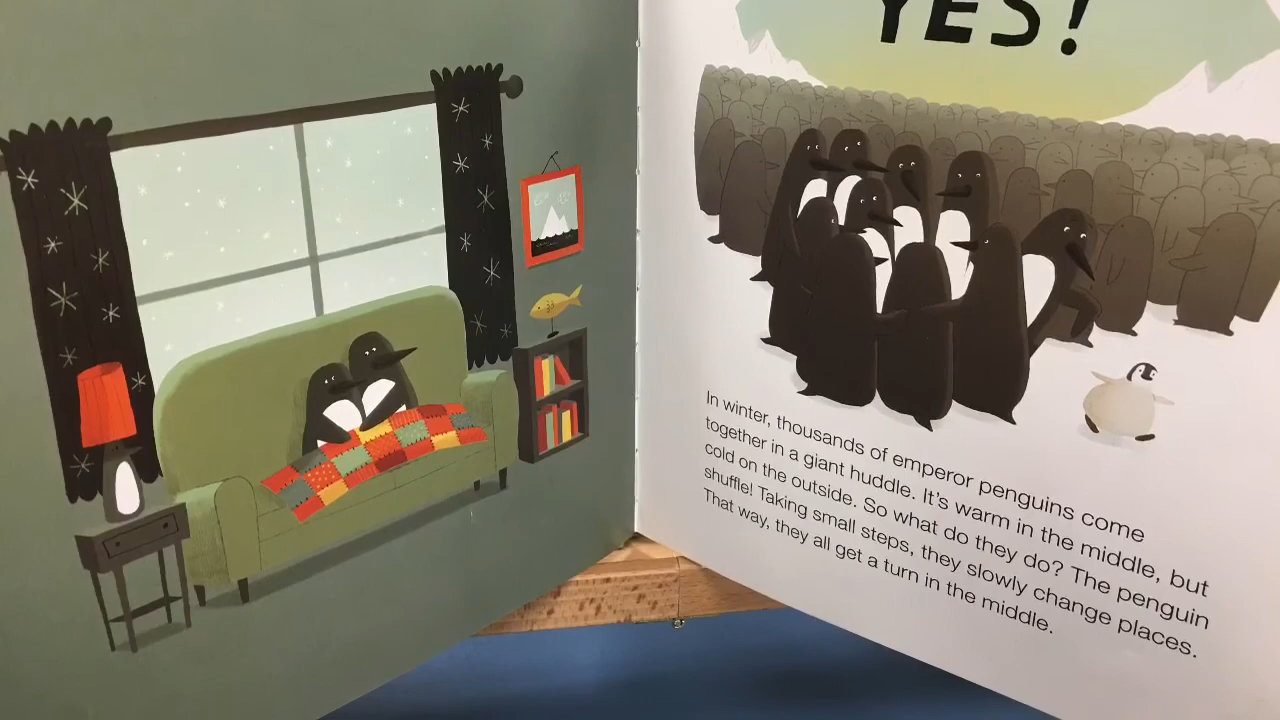 YES!
In winter, thousands of emperor penguins come
together in a giant huddle. It's warm in the middle, but
cold on the outside. So what do they do? The penguin
shuffle! Taking small steps, they slowly change places.
That way, they all get a turn in the middle.